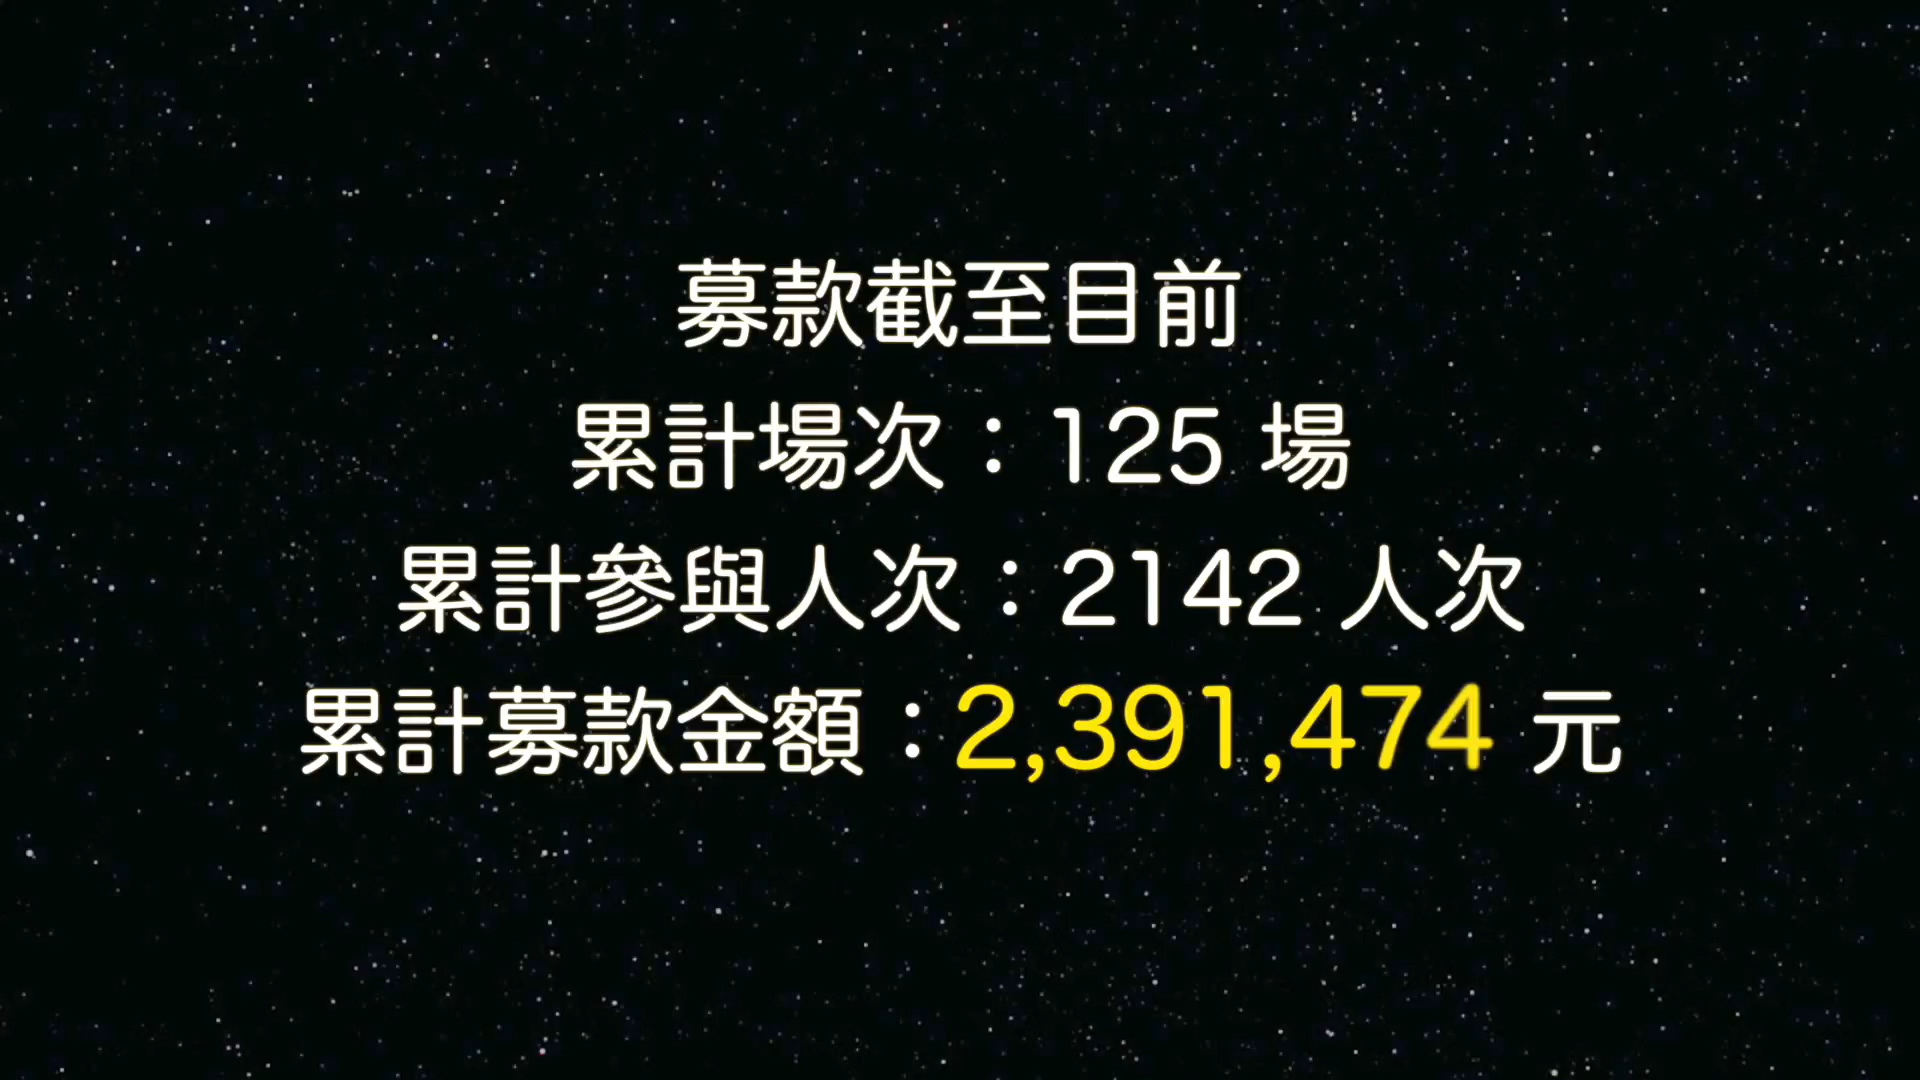 募款截至目前
累計場次：125 場
累計參與人次：2142 人次
累計募款金額：2,391,474 元